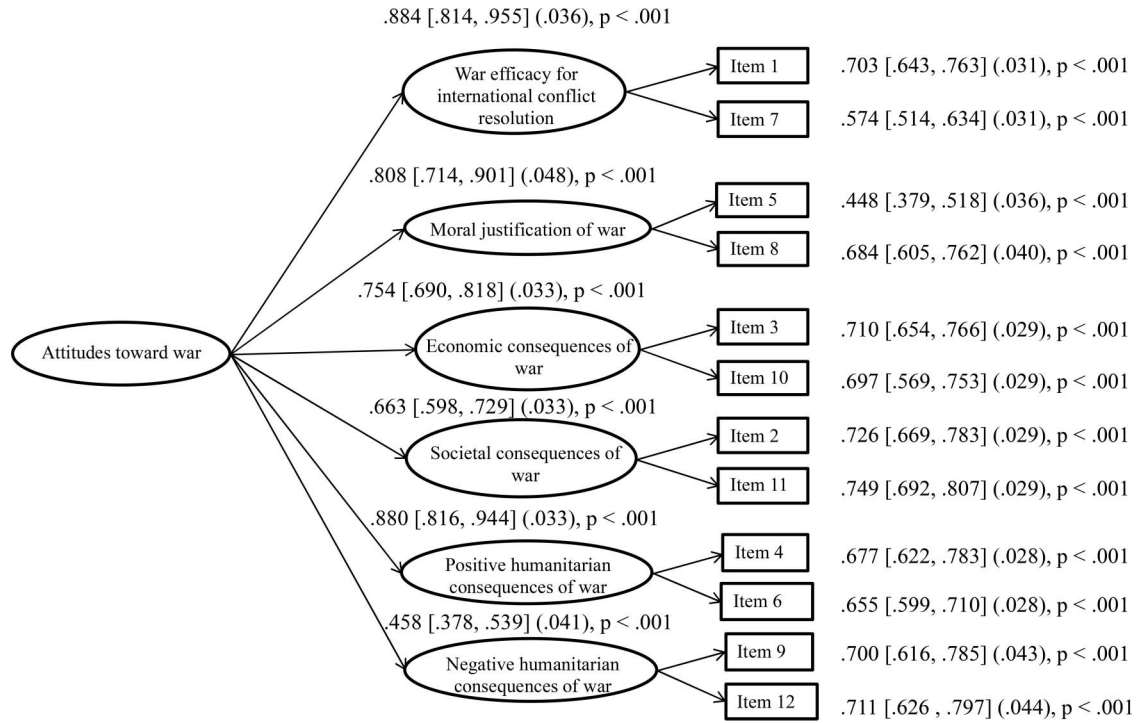 .884 [.814, .955] (.036), p < .001
War efficacy for
international conflict
resolution
Item 1
.703 [.643, .763] (.031), p < .001
Item 7
.574 [.514, .634] (.031), p < .001
.808 [.714, .901] (.048), p < .001
Moral justification of war
Item 5
.448 [.379, .518] (.036), p < .001
Item 8
.684 [.605, .762] (.040), p < .001
.754 [.690, .818] (.033), p < .001
Attitudes toward war
Economic consequences of
war
Item 3
.710 [.654, .766] (.029), p < .001
Item 10
.697 [.569, .753] (.029), p < .001
.663 [.598, .729] (.033), p < .001
Societal consequences of
war
Item 2
.726 [.669, .783] (.029), p < .001
Item 11
.749 [.692, .807] (.029), p < .001
.880 [.816, .944] (.033), p < .001
Positive humanitarian
consequences of war
Item 4
.677 [.622, .783] (.028), p < .001
Item 6
.655 [.599, .710] (.028), p < .001
.458 [.378, .539] (.041), p < .001
Negative humanitarian
consequences of war
Item 9
.700 [.616, .785] (.043), p < .001
Item 12
.711 [.626 , .797] (.044), p < .001